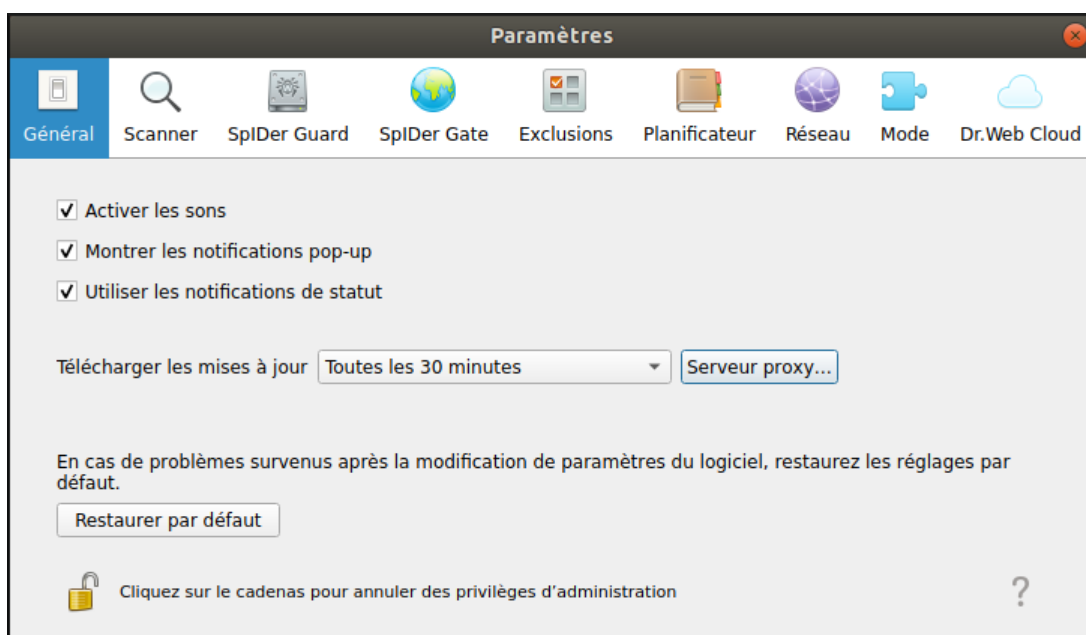 Paramètres
Général Scanner SpIDer Guard SpIDer Gate Exclusions Planificateur Réseau Mode Dr.Web Cloud
Activer les sons
Montrer les notifications pop-up
Utiliser les notifications de statut
Télécharger les mises à jour Toutes les 30 minutes Serveur proxy...
En cas de problèmes survenus après la modification de paramètres du logiciel, restaurez les réglages par
défaut.
Restaurer par défaut
Cliquez sur le cadenas pour annuler des privilèges d’administration ?